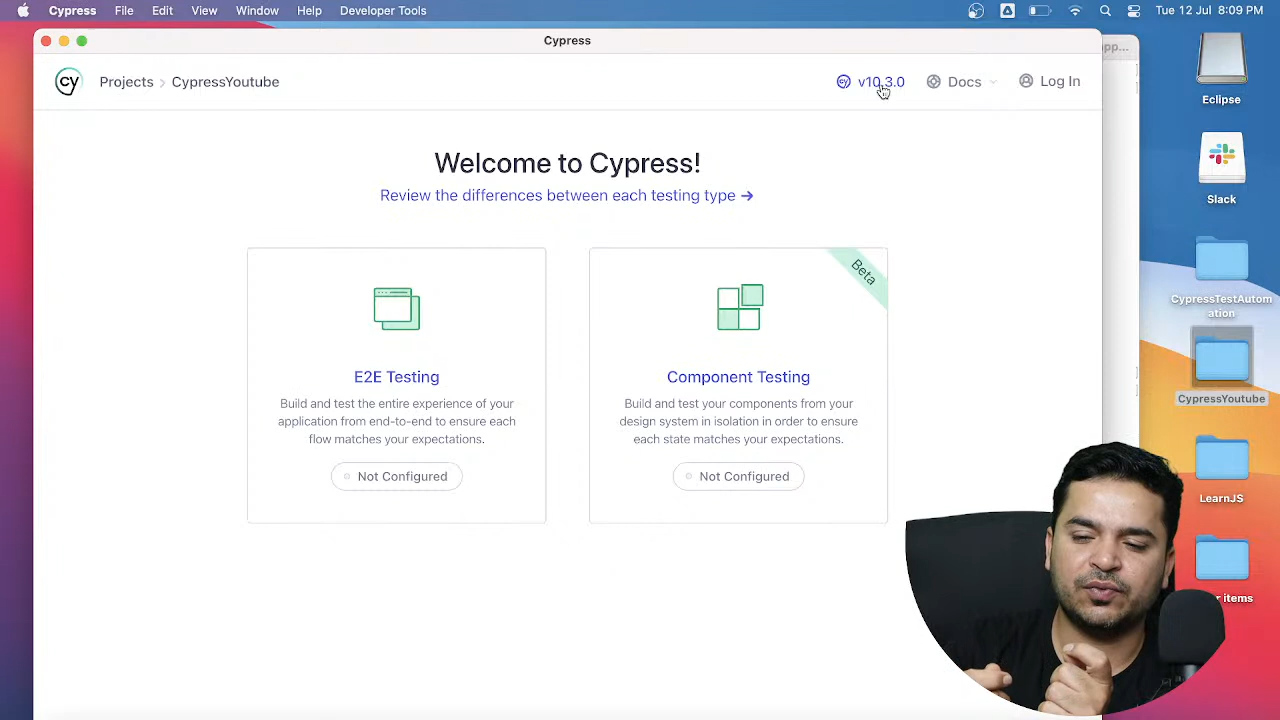 Cypress File Edit View Window Help Developer Tools Tue 12 Jul 8:09 PM
Cypress
app...
cy Projects CypressYoutube cy v10.3.0 Docs Log In
Welcome to Cypress!
Review the differences between each testing type →
E2E Testing
Build and test the entire experience of your
application from end-to-end to ensure each
flow matches your expectations.
Not Configured
Beta
Component Testing
Build and test your components from your
design system in isolation in order to ensure
each state matches your expectations.
Not Configured
Eclipse
Slack
CypressTestAutom
ation
CypressYoutube
LearnJS
items